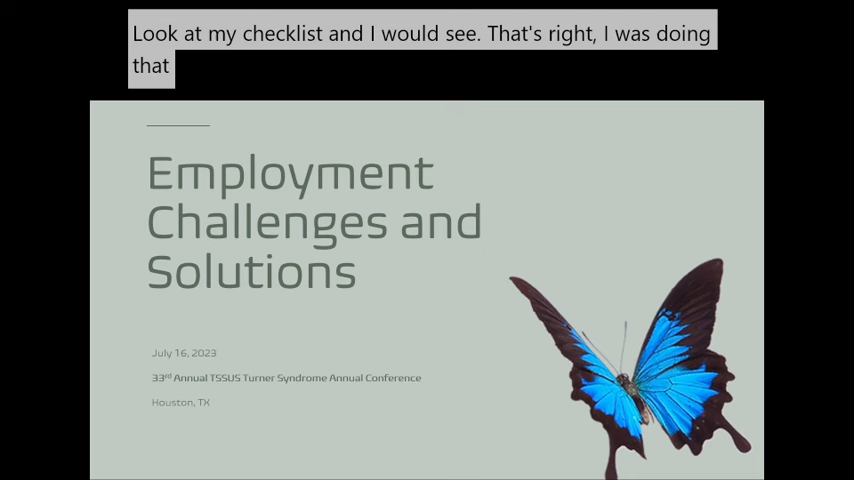 Look at my checklist and I would see. That's right, I was doing
that
Employment
Challenges and
Solutions
July 16, 2023
33rd Annual TSSUS Turner Syndrome Annual Conference
Houston, TX